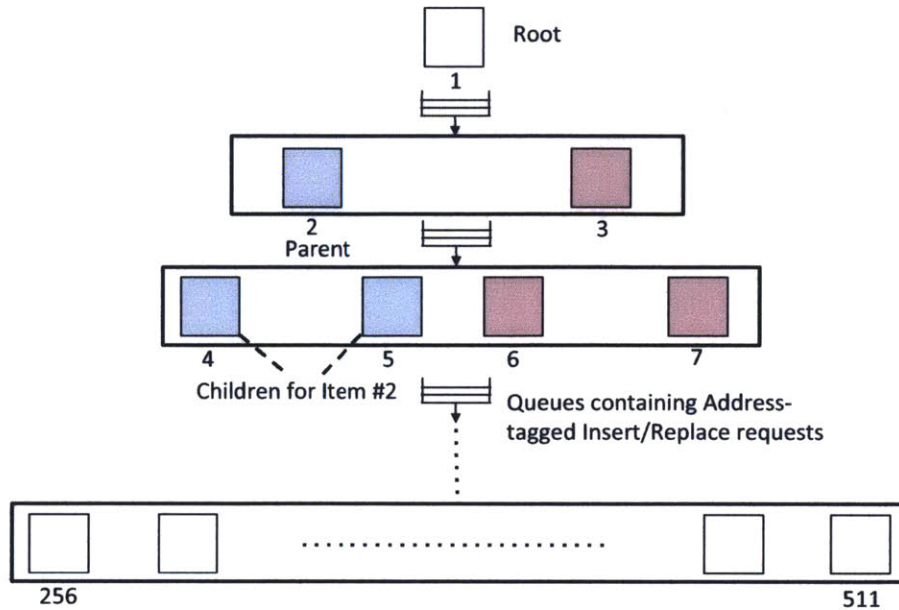 Root
1
2
3
Parent
4
5
6
7
Children for Item #2
Queues containing Address-
tagged Insert/Replace requests
256
511